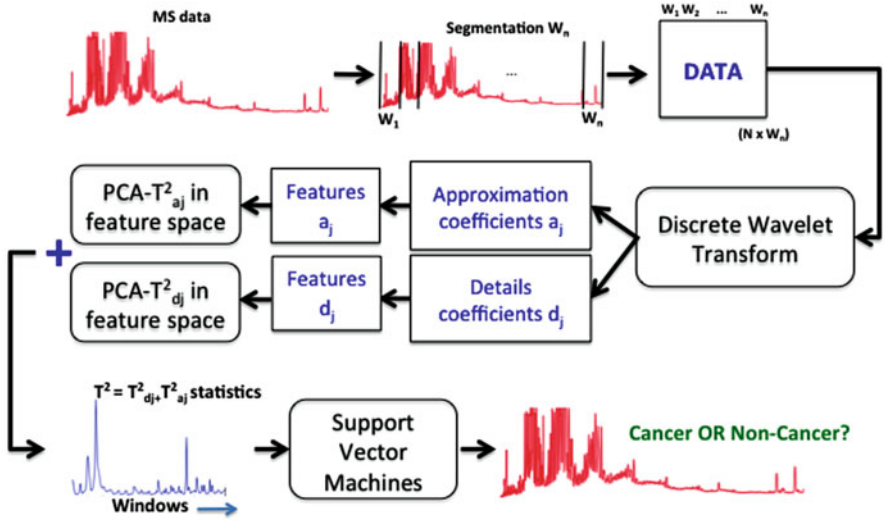 MS data
Segmentation Wn
W1 W2 ... Wn
...
DATA
W1
Wn
(N x Wn)
PCA-T²aj in
feature space
Features
aj
Approximation
coefficients aj
Discrete Wavelet
Transform
+
PCA-T²dj in
feature space
Features
dj
Details
coefficients dj
T² = T²dj+T²aj statistics
Support
Vector
Machines
Cancer OR Non-Cancer?
Windows